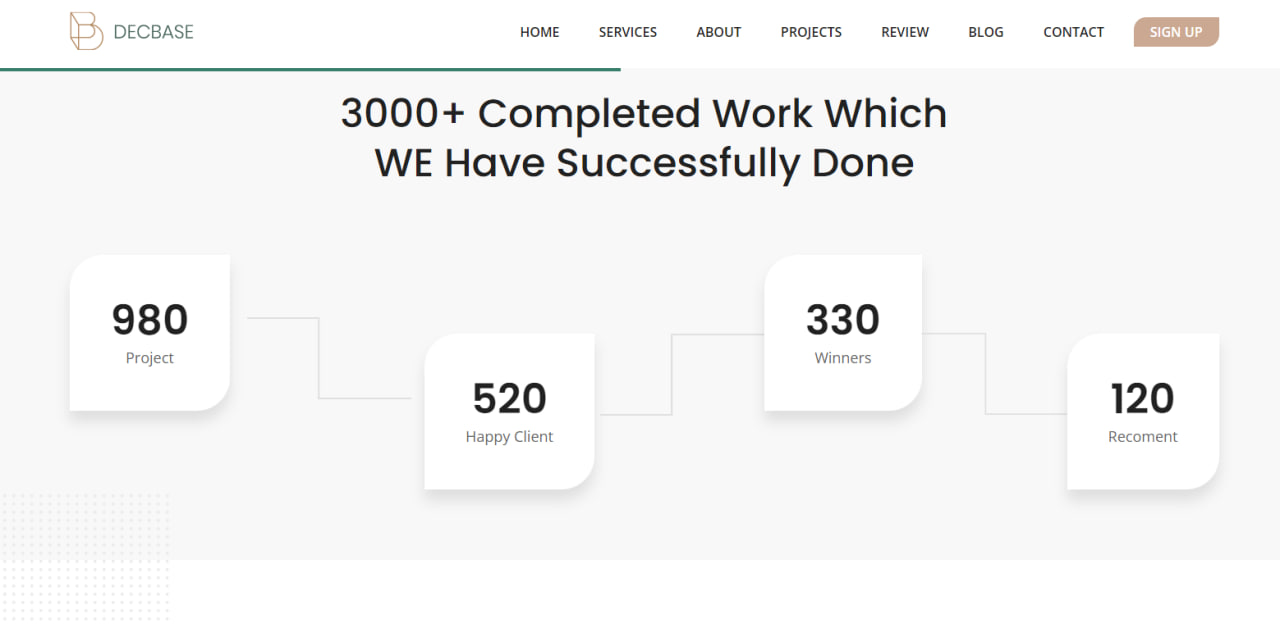 DECBASE
HOME SERVICES ABOUT PROJECTS REVIEW BLOG CONTACT SIGN UP
3000+ Completed Work Which
WE Have Successfully Done
980
Project
520
Happy Client
330
Winners
120
Recoment